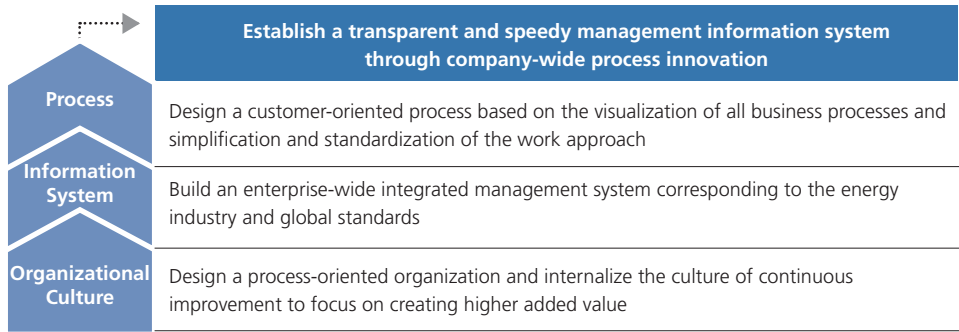 Establish a transparent and speedy management information system
through company-wide process innovation
Process
Design a customer-oriented process based on the visualization of all business processes and
simplification and standardization of the work approach
Information
System
Build an enterprise-wide integrated management system corresponding to the energy
industry and global standards
Organizational
Culture
Design a process-oriented organization and internalize the culture of continuous
improvement to focus on creating higher added value